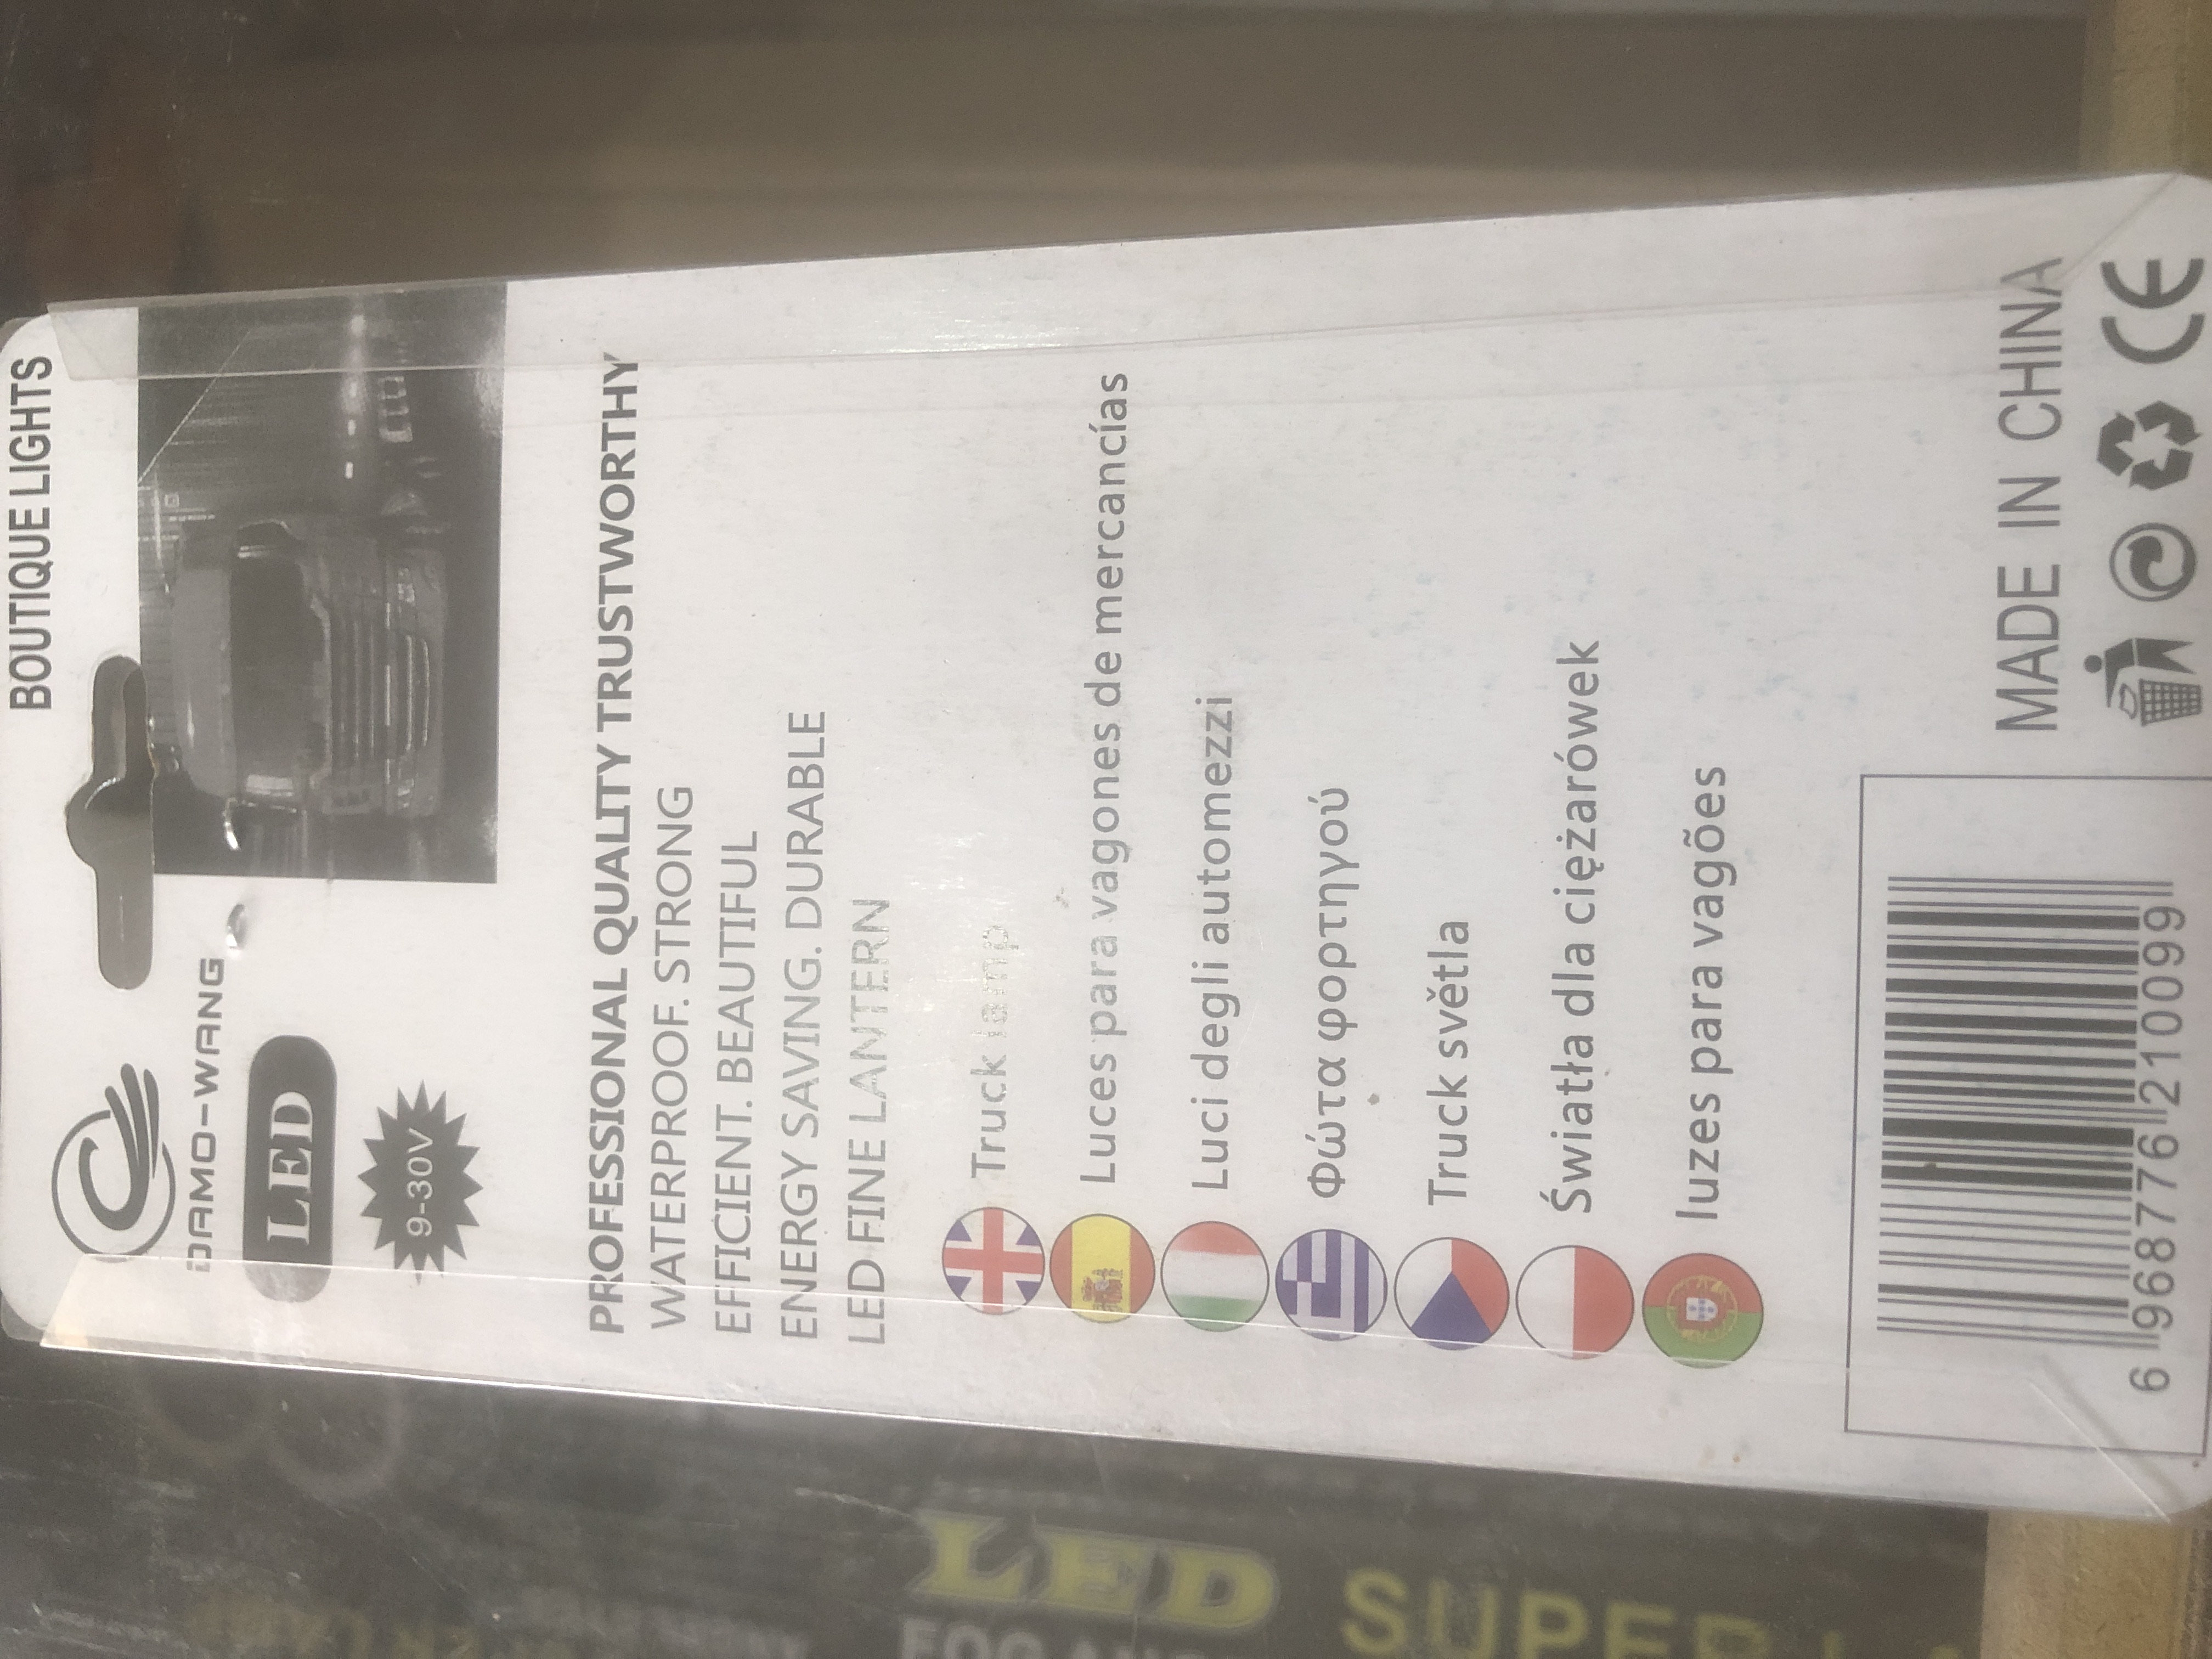 BOUTIQUE LIGHTS
DAMO-WANG
LED
9-30V
PROFESSIONAL QUALITY TRUSTWORTHY
WATERPROOF. STRONG
EFFICIENT. BEAUTIFUL
ENERGY SAVING. DURABLE
LED FINE LANTERN
Truck lamp
Luces para vagones de mercancías
Luci degli automezzi
Φώτα φορτηγού
Truck světla
Światła dla ciężarówek
luzes para vagões
6 968776 210099
MADE IN CHINA
CE
LED
SUPER